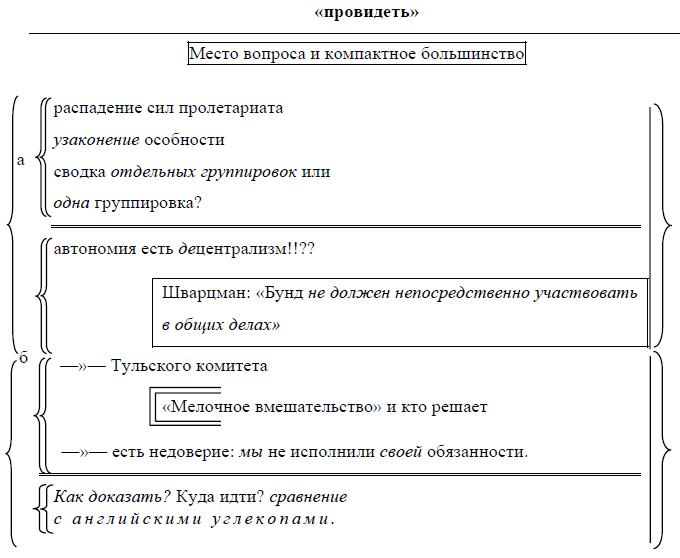 «провидеть»
Место вопроса и компактное большинство
распадение сил пролетариата
узаконение особности
а
сводка отдельных группировок или
одна группировка?
автономия есть децентрализм!!??
Шварцман: «Бунд не должен непосредственно участвовать
в общих делах»
б
—»— Тульского комитета
«Мелочное вмешательство» и кто решает
—»— есть недоверие: мы не исполнили своей обязанности.
Как доказать? Куда идти? сравнение
с английскими углекопами.